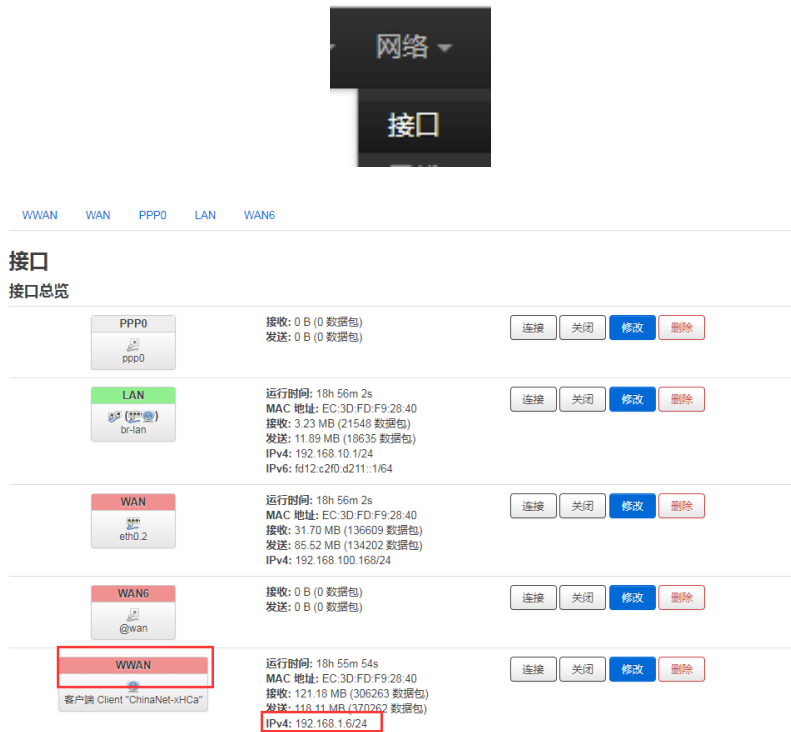 网络
接口
WWAN WAN PPP0 LAN WAN6
接口
接口总览
PPP0
ppp0
接收: 0 B (0 数据包)
发送: 0 B (0 数据包)
连接 关闭 修改 删除
LAN
br-lan
运行时间: 18h 56m 2s
MAC 地址: EC:3D:FD:F9:28:40
接收: 3.23 MB (21548 数据包)
发送: 11.89 MB (18635 数据包)
IPv4: 192.168.10.1/24
IPv6: fd12:c2f0:d211::1/64
连接 关闭 修改 删除
WAN
eth0.2
运行时间: 18h 56m 2s
MAC 地址: EC:3D:FD:F9:28:40
接收: 31.70 MB (136609 数据包)
发送: 85.52 MB (134202 数据包)
IPv4: 192.168.100.168/24
连接 关闭 修改 删除
WAN6
@wan
接收: 0 B (0 数据包)
发送: 0 B (0 数据包)
连接 关闭 修改 删除
WWAN
客户端 Client "ChinaNet-xHCa"
运行时间: 18h 55m 54s
MAC 地址: EC:3D:FD:F9:28:40
接收: 121.18 MB (306263 数据包)
发送: 118.11 MB (370262 数据包)
IPv4: 192.168.1.6/24
连接 关闭 修改 删除